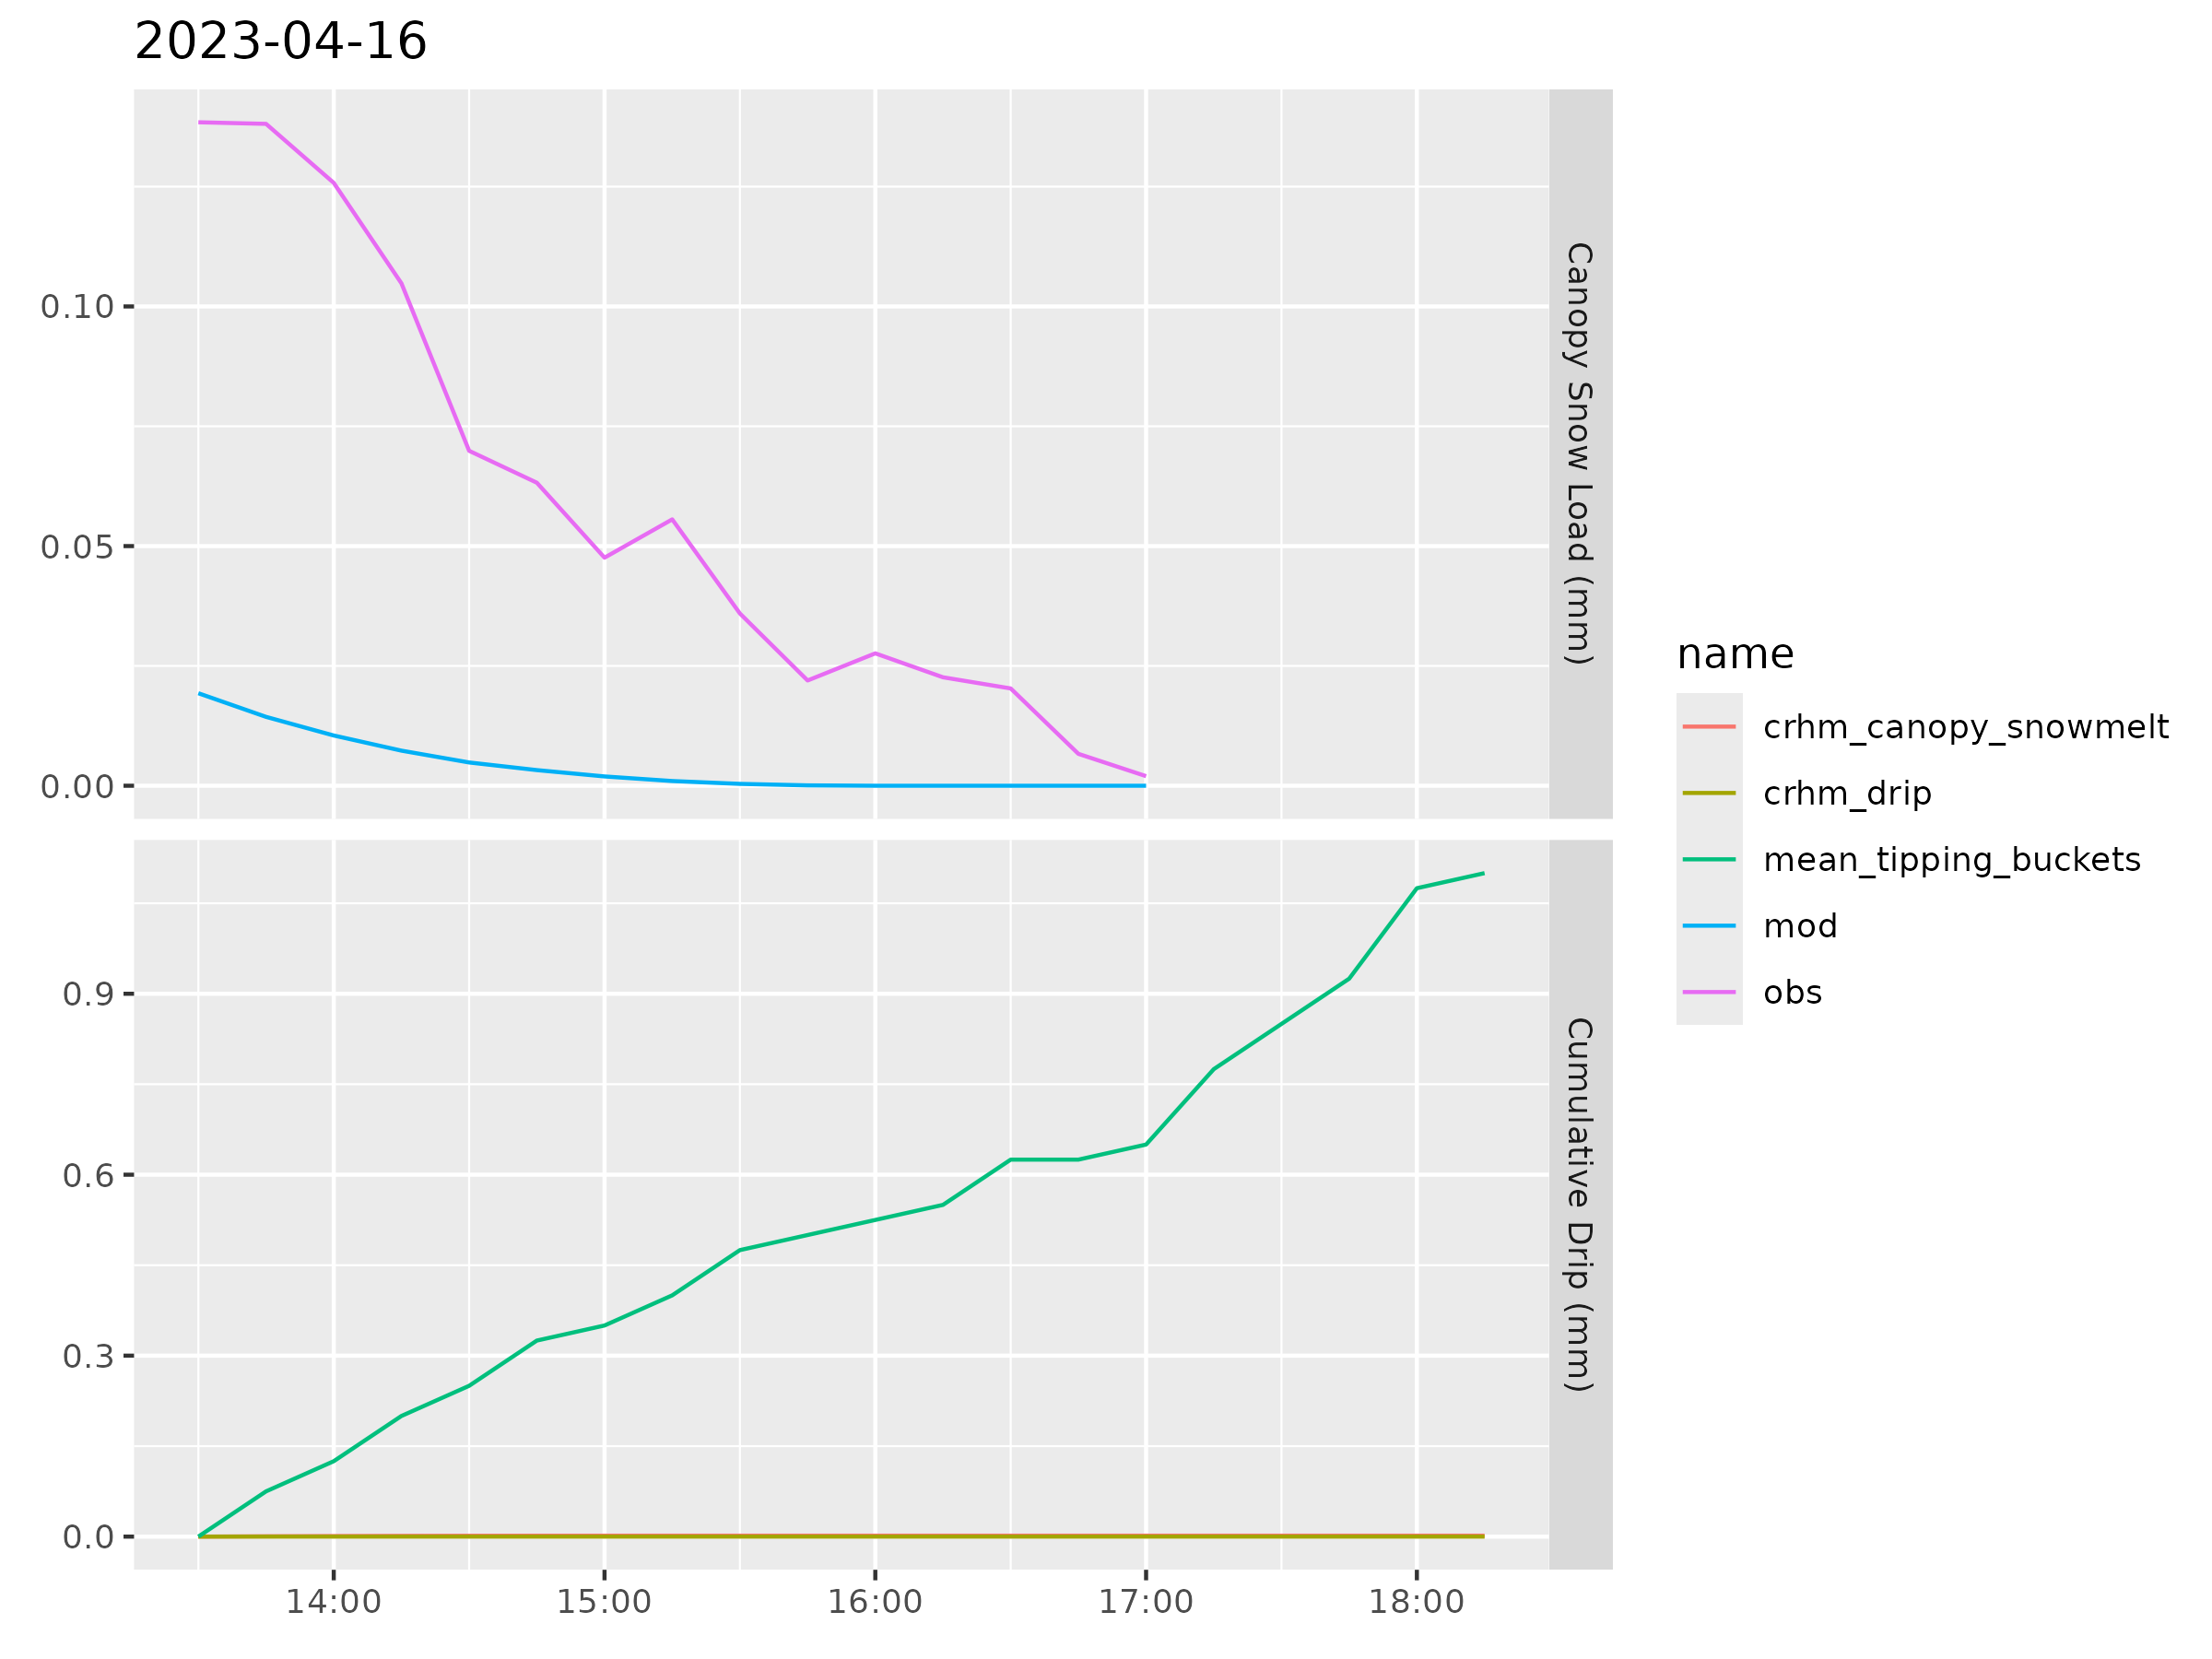 2023-04-16
0.10
0.05
0.00
Canopy Snow Load (mm)
0.9
0.6
0.3
0.0
Cumulative Drip (mm)
14:00 15:00 16:00 17:00 18:00
name
crhm_canopy_snowmelt
crhm_drip
mean_tipping_buckets
mod
obs